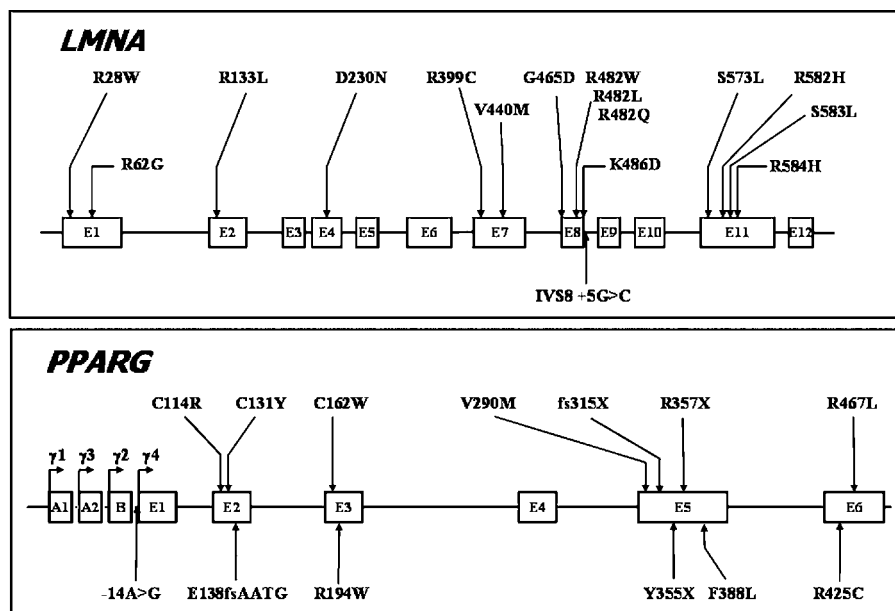 LMNA
R28W R133L D230N R399C G465D R482W S573L R582H
R482L
V440M R482Q S583L
R62G K486D R584H
E1 E2 E3 E4 E5 E6 E7 E8 E9 E10 E11 E12
IVS8 +5G>C
PPARG
C114R C131Y C162W V290M fs315X R357X R467L
γ1 γ3 γ2 γ4
A1 A2 B E1 E2 E3 E4 E5 E6
-14A>G E138fsAATG R194W Y355X F388L R425C